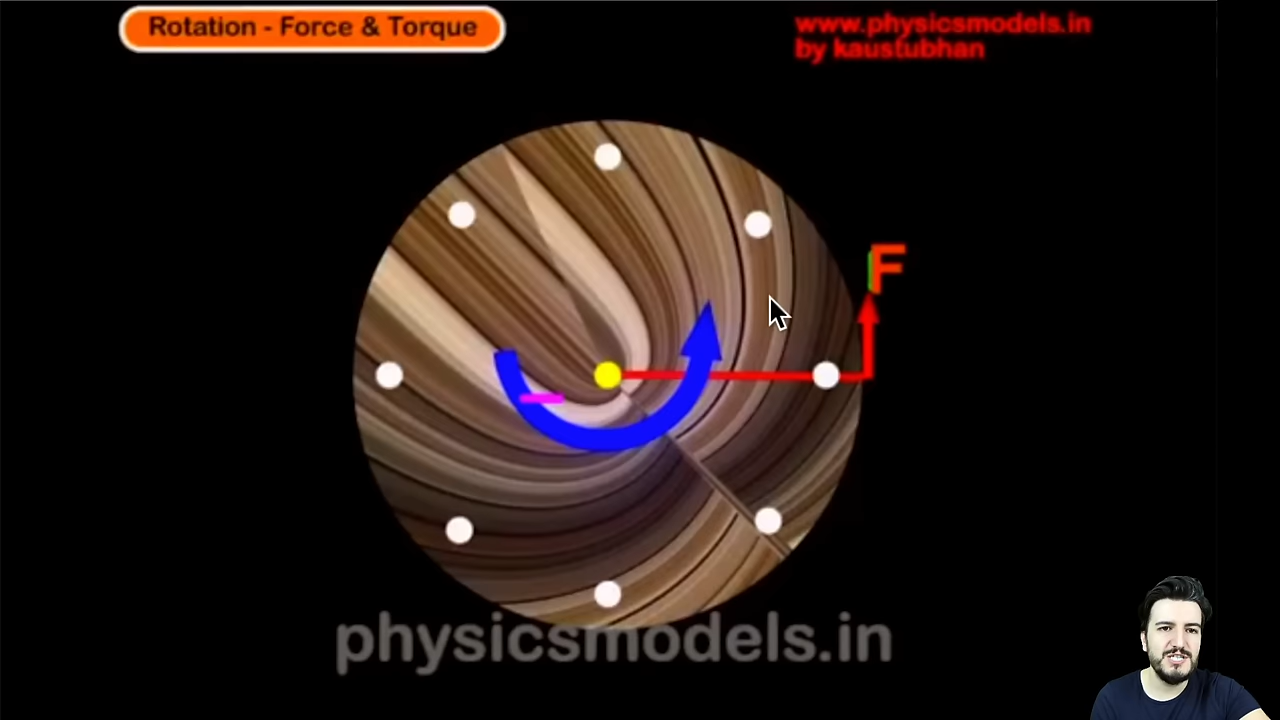 Rotation - Force & Torque
www.physicsmodels.in
by kaustubhan
F
physicsmodels.in